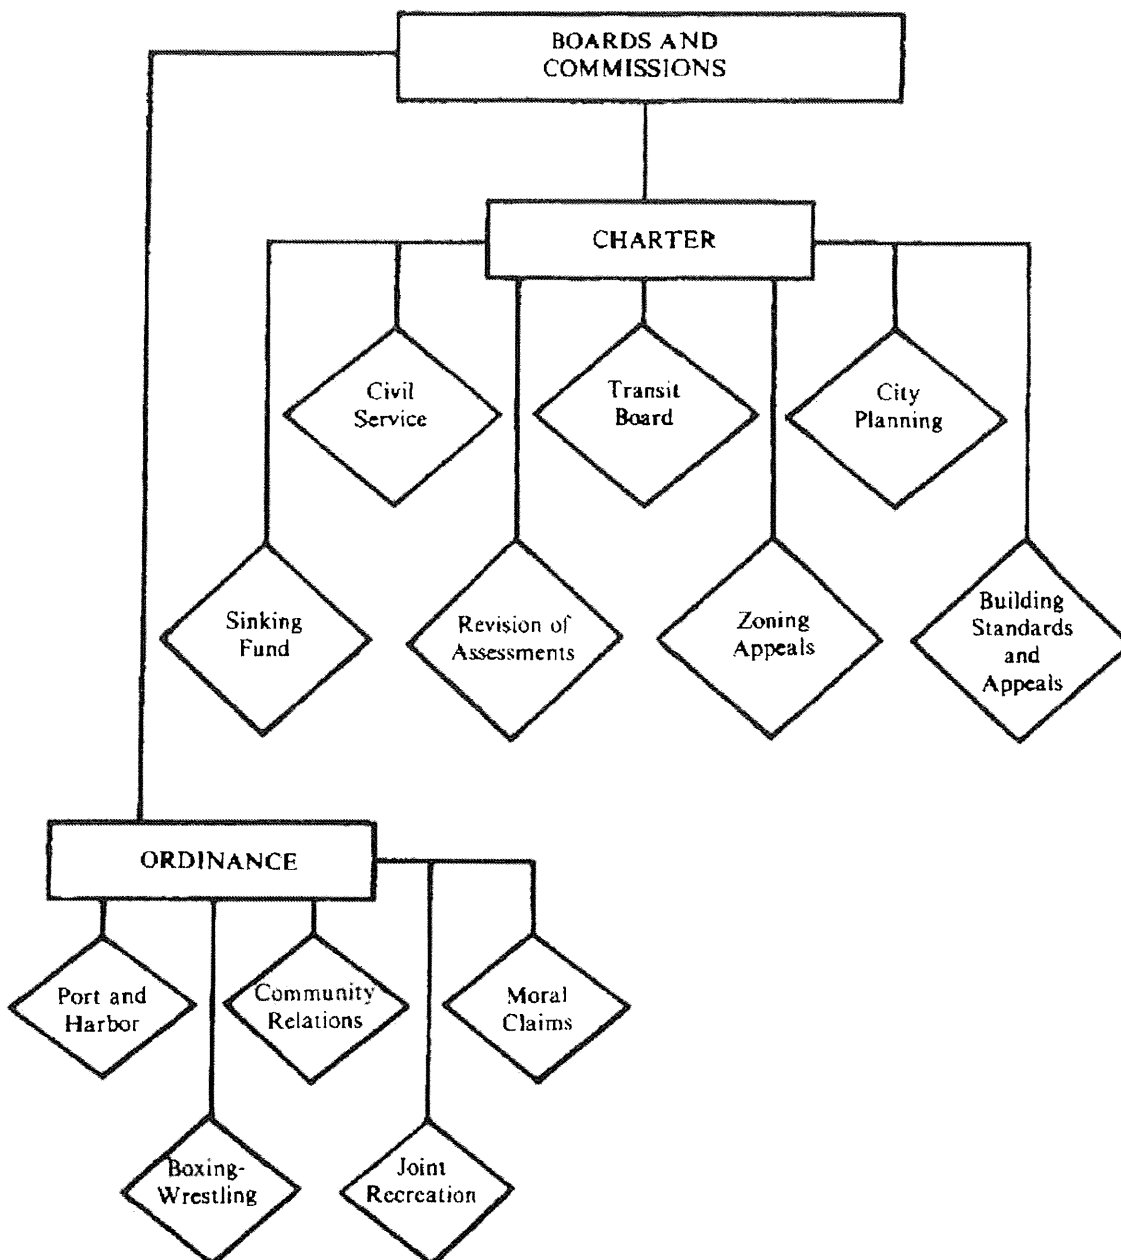 BOARDS AND
COMMISSIONS
CHARTER
Civil
Service
Transit
Board
City
Planning
Sinking
Fund
Revision of
Assessments
Zoning
Appeals
Building
Standards
and
Appeals
ORDINANCE
Port and
Harbor
Community
Relations
Moral
Claims
Boxing-
Wrestling
Joint
Recreation